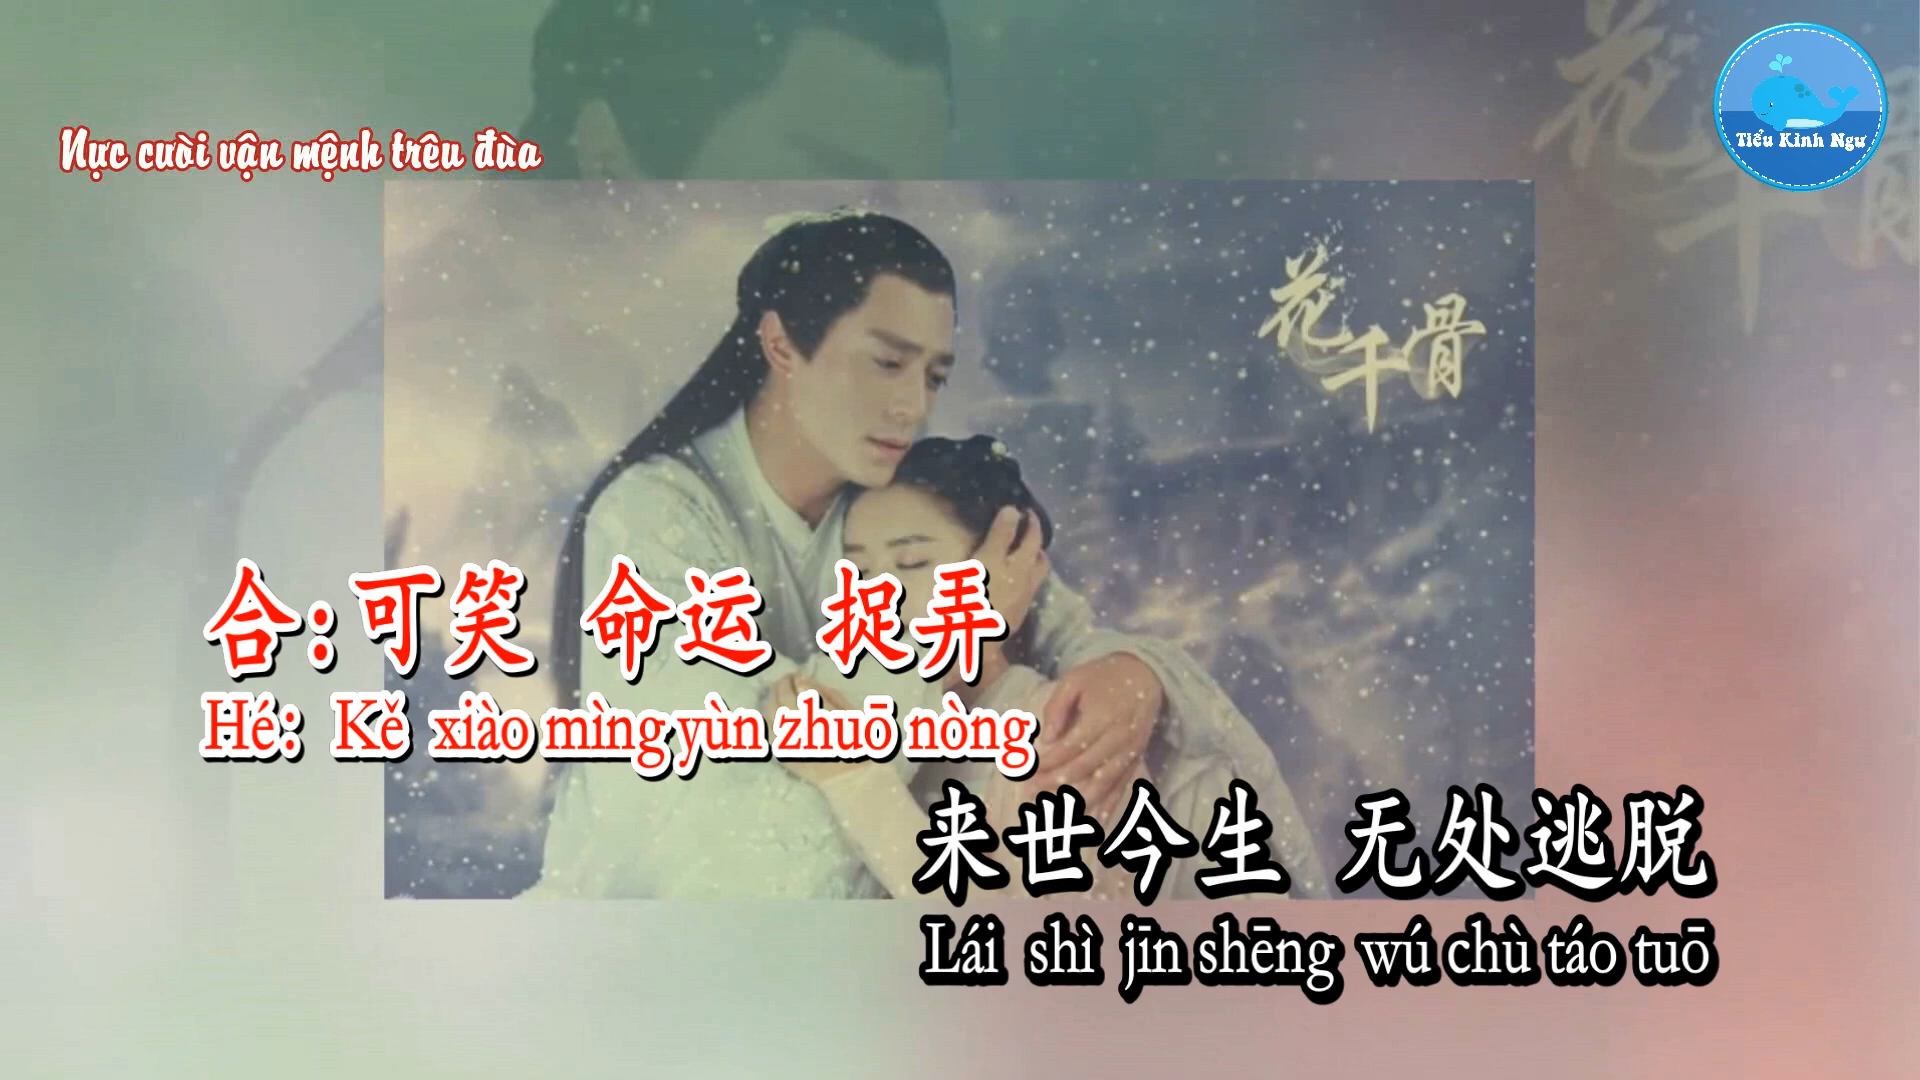 Tiểu Kình Ngư
Nực cười vận mệnh trêu đùa
花千骨
合:可笑 命运 捉弄
Hé: Kě xiào mìng yùn zhuō nòng
来世今生 无处逃脱
Lái shì jīn shēng wú chù táo tuō